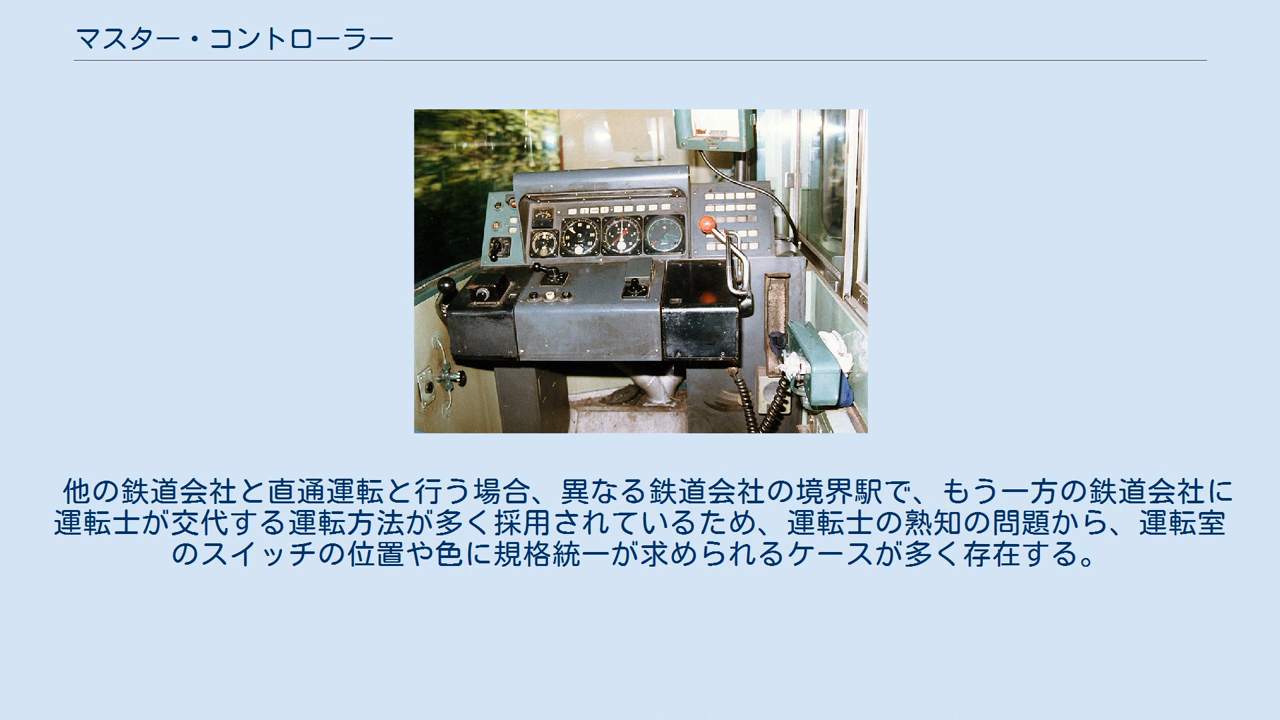 マスター・コントローラー
他の鉄道会社と直通運転と行う場合、異なる鉄道会社の境界駅で、もう一方の鉄道会社に
運転士が交代する運転方法が多く採用されているため、運転士の熟知の問題から、運転室
のスイッチの位置や色に規格統一が求められるケースが多く存在する。